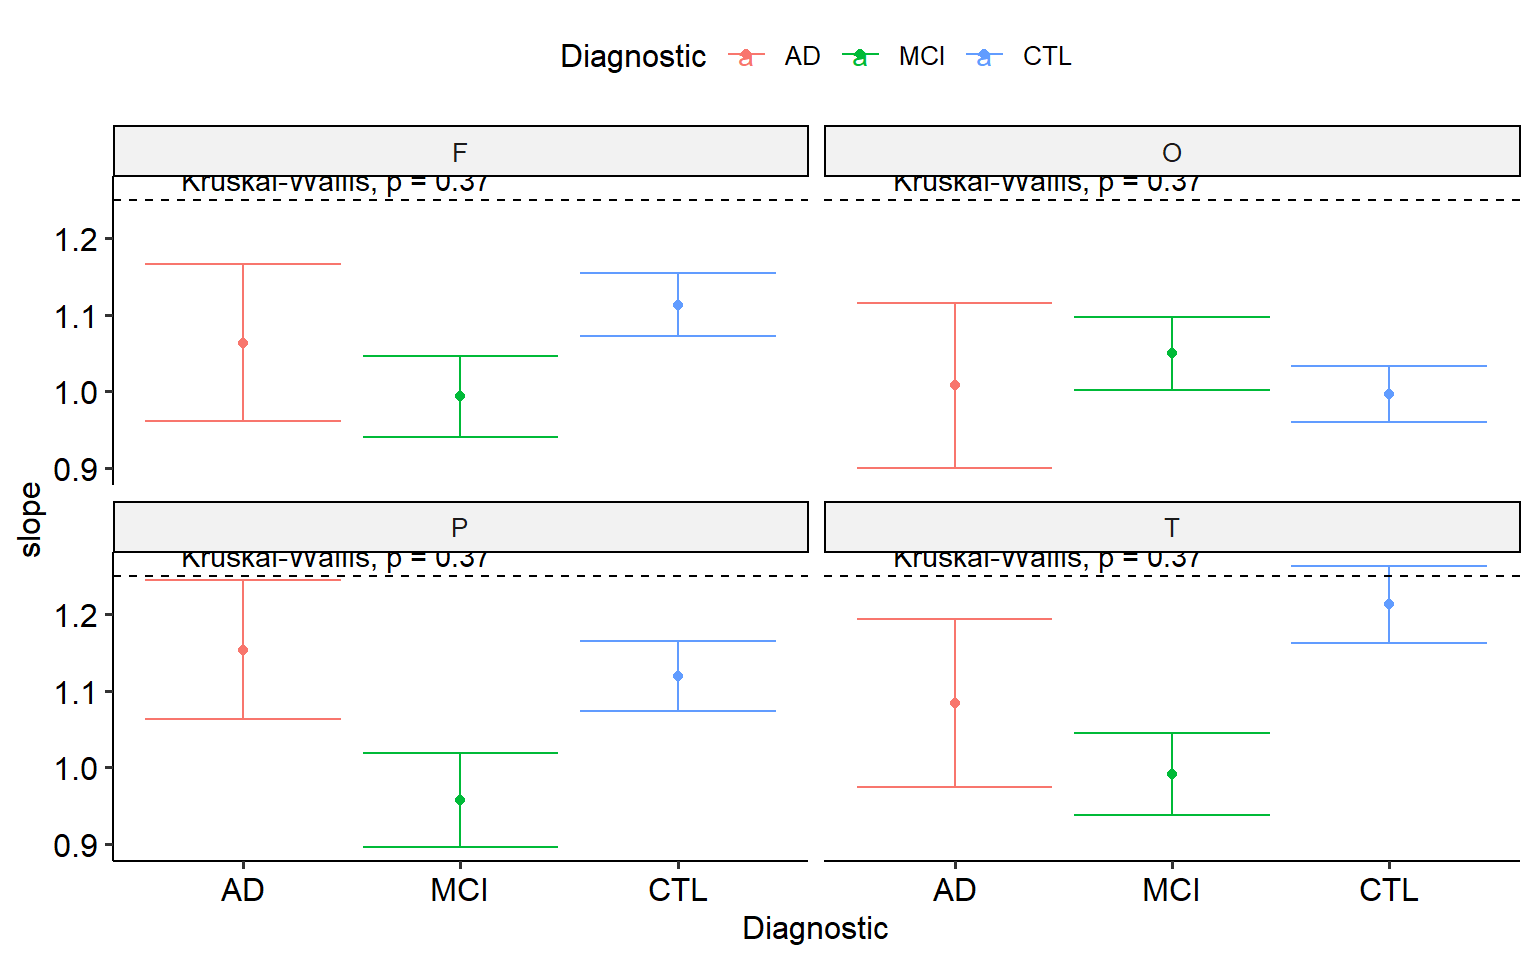 Diagnostic a AD a MCI a CTL
F
O
Kruskal-Wallis, p = 0.37
Kruskal-Wallis, p = 0.37
1.2
1.1
1.0
0.9
slope
P
T
Kruskal-Wallis, p = 0.37
Kruskal-Wallis, p = 0.37
1.2
1.1
1.0
0.9
AD MCI CTL
AD MCI CTL
Diagnostic